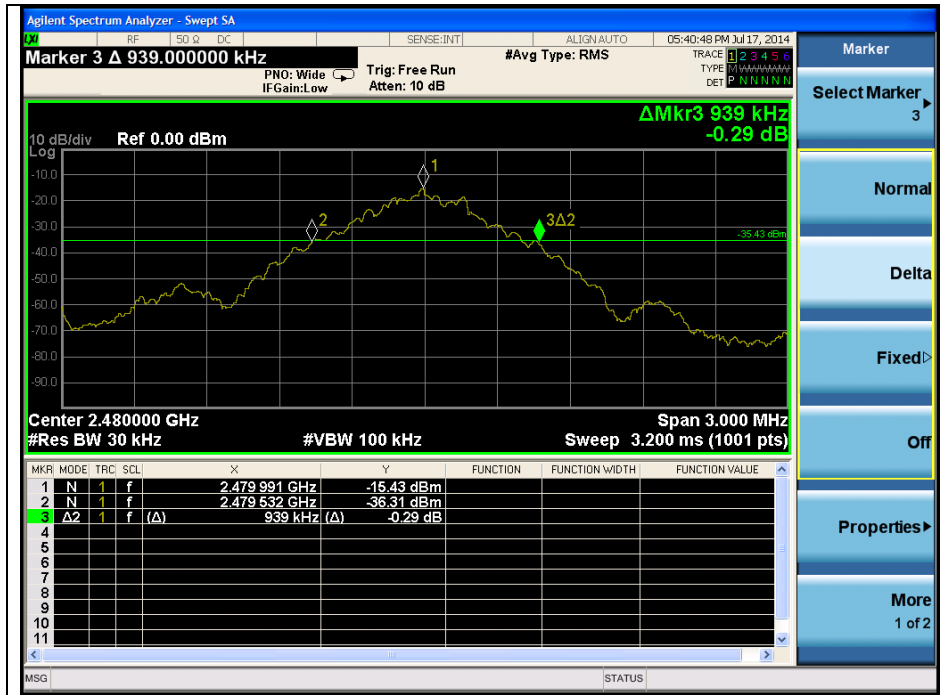 Agilent Spectrum Analyzer - Swept SA
LXI RF 50 Ω DC SENSE:INT ALIGN AUTO 05:40:48 PM Jul 17, 2014
Marker 3 Δ 939.000000 kHz #Avg Type: RMS TRACE 1 2 3 4 5 6
PNO: Wide Trig: Free Run TYPE M WWWWW
IFGain:Low Atten: 10 dB DET P N N N N N
Marker
Select Marker
3
Normal
Delta
Fixed
Off
Properties
More
1 of 2
ΔMkr3 939 kHz
10 dB/div Ref 0.00 dBm -0.29 dB
Log
-10.0
-20.0
-30.0
-40.0
-50.0
-60.0
-70.0
-80.0
-90.0
1
2
3Δ2
-35.43 dBm
Center 2.480000 GHz Span 3.000 MHz
#Res BW 30 kHz #VBW 100 kHz Sweep 3.200 ms (1001 pts)
MKR MODE TRC SCL X Y FUNCTION FUNCTION WIDTH FUNCTION VALUE
1 N 1 f 2.479 991 GHz -15.43 dBm
2 N 1 f 2.479 532 GHz -36.31 dBm
3 Δ2 1 f (Δ) 939 kHz (Δ) -0.29 dB
4
5
6
7
8
9
10
11
MSG STATUS